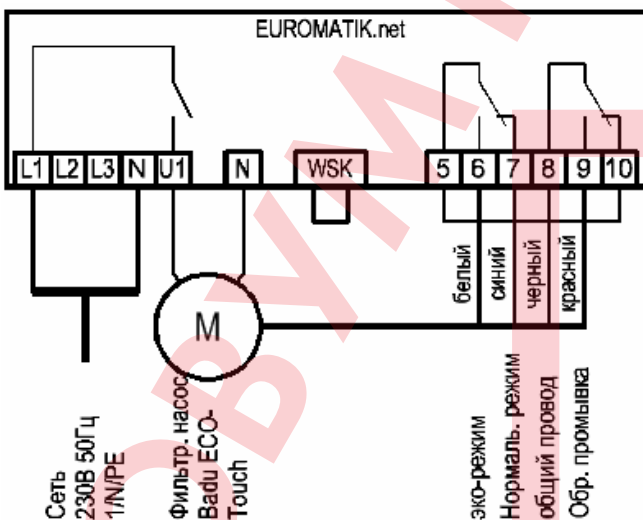 EUROMATIK.net
L1 L2 L3 N U1 N WSK 5 6 7 8 9 10
белый
синий
черный
красный
M
Сеть
230В 50Гц
1/N/PE
Фильтр. насос
Badu ECO-
Touch
эко-режим
Нормаль. режим
общий провод
Обр. промывка